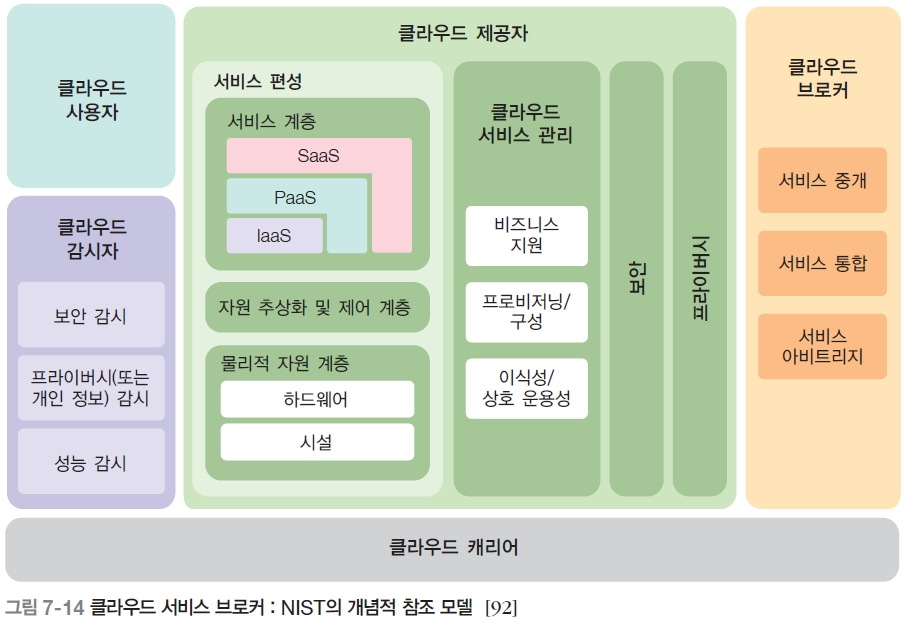 클라우드
사용자
클라우드
감시자
보안 감시
프라이버시(또는
개인 정보) 감시
성능 감시
클라우드 제공자
서비스 편성
서비스 계층
SaaS
PaaS
IaaS
자원 추상화 및 제어 계층
물리적 자원 계층
하드웨어
시설
클라우드
서비스 관리
비즈니스
지원
프로비저닝/
구성
이식성/
상호 운용성
보안
프라이버시
클라우드
브로커
서비스 중개
서비스 통합
서비스
아비트리지
클라우드 캐리어
그림 7-14 클라우드 서비스 브로커 : NIST의 개념적 참조 모델 [92]